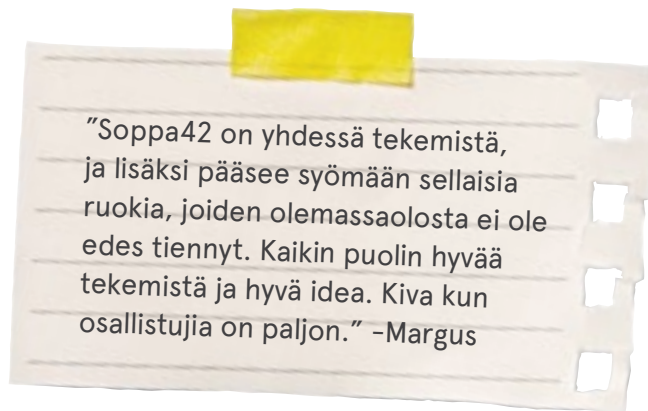 ”Soppa42 on yhdessä tekemistä,
ja lisäksi pääsee syömään sellaisia
ruokia, joiden olemassaolosta ei ole
edes tiennyt. Kaikin puolin hyvää
tekemistä ja hyvä idea. Kiva kun
osallistujia on paljon.” -Margus